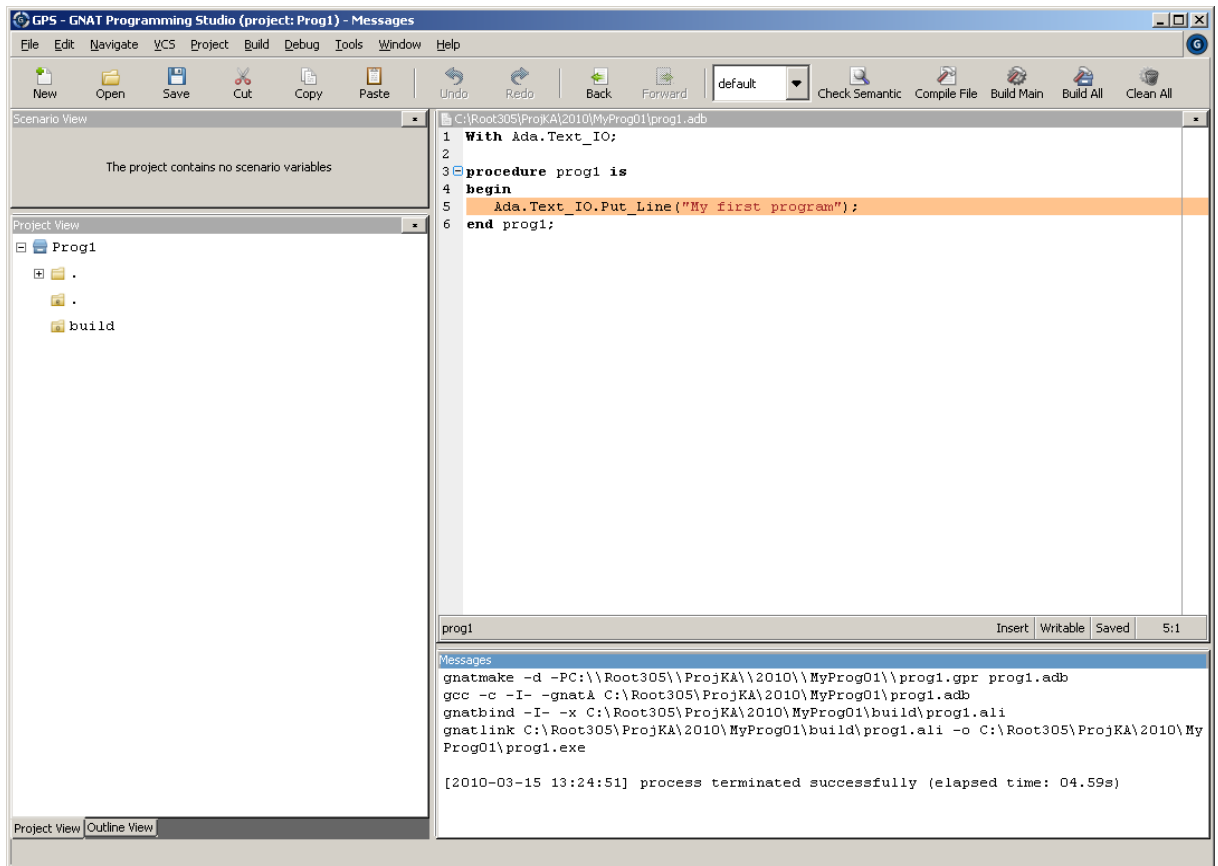 GPS - GNAT Programming Studio (project: Prog1) - Messages
File Edit Navigate VCS Project Build Debug Tools Window Help
G
New Open Save Cut Copy Paste Undo Redo Back Forward default Check Semantic Compile File Build Main Build All Clean All
Scenario View
The project contains no scenario variables
Project View
Prog1
.
.
build
Project View Outline View
C:\Root305\ProjKA\2010\MyProg01\prog1.adb
1 With Ada.Text_IO;
2
3 procedure prog1 is
4 begin
5 Ada.Text_IO.Put_Line("My first program");
6 end prog1;
prog1 Insert Writable Saved 5:1
Messages
gnatmake -d -PC:\\Root305\\ProjKA\\2010\\MyProg01\\prog1.gpr prog1.adb
gcc -c -I- -gnatA C:\Root305\ProjKA\2010\MyProg01\prog1.adb
gnatbind -I- -x C:\Root305\ProjKA\2010\MyProg01\build\prog1.ali
gnatlink C:\Root305\ProjKA\2010\MyProg01\build\prog1.ali -o C:\Root305\ProjKA\2010\My
Prog01\prog1.exe
[2010-03-15 13:24:51] process terminated successfully (elapsed time: 04.59s)